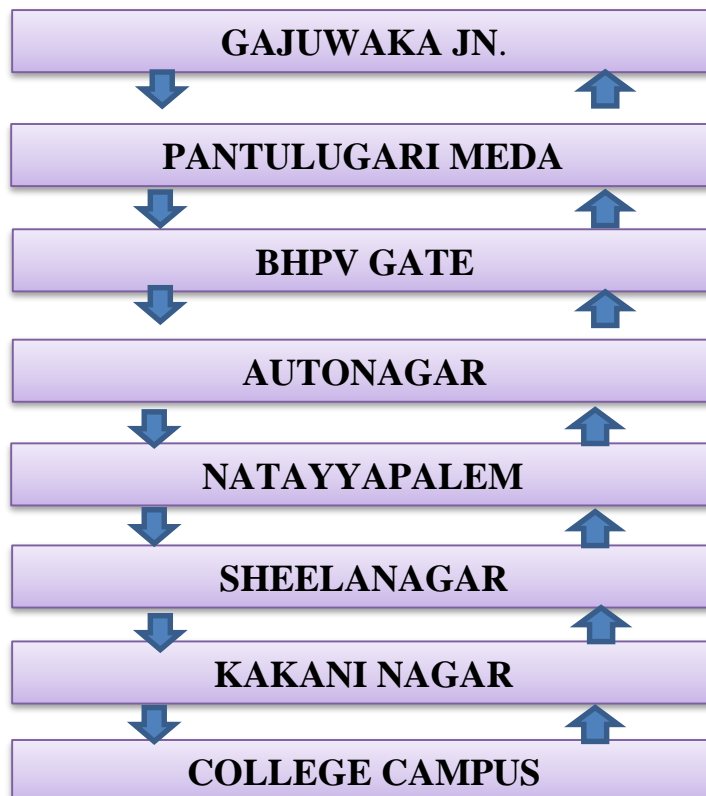 GAJUWAKA JN.
PANTULUGARI MEDA
BHPV GATE
AUTONAGAR
NATAYYAPALEM
SHEELANAGAR
KAKANI NAGAR
COLLEGE CAMPUS